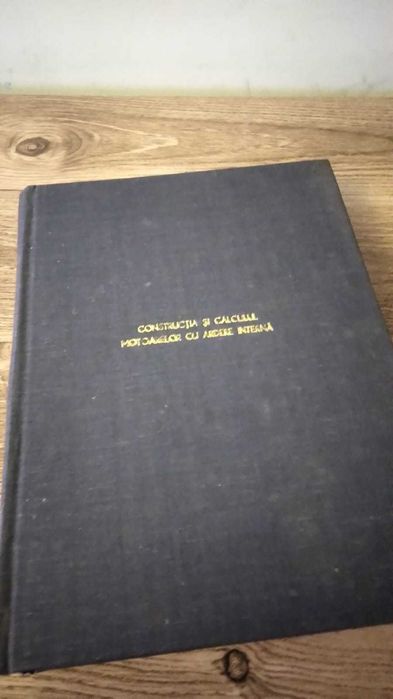 CONSTRUCȚIA ȘI CALCULUL
MOTOARELOR CU ARDERE INTERNĂ